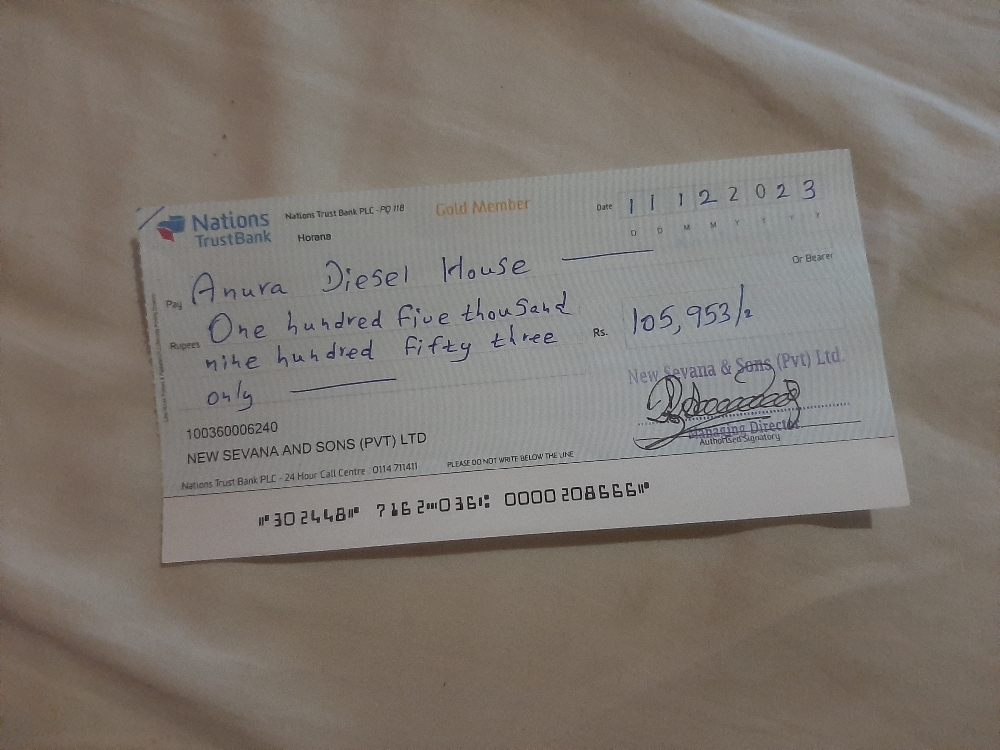 Nations
TrustBank
Nations Trust Bank PLC - PQ 118
Horana
Gold Member
Date 1 1 1 2 2 0 2 3
D D M M Y Y Y Y
Pay Anura Diesel House
Or Bearer
Rupees One hundred five thousand
nine hundred fifty three
only
Rs. 105,953/=
New Sevana & Sons (Pvt) Ltd.
Managing Director
Authorised Signatory
100360006240
NEW SEVANA AND SONS (PVT) LTD
Nations Trust Bank PLC - 24 Hour Call Centre : 0114 711411
PLEASE DO NOT WRITE BELOW THE LINE
⑈302448⑈ 7162⑉036⑆ 0000208666⑈